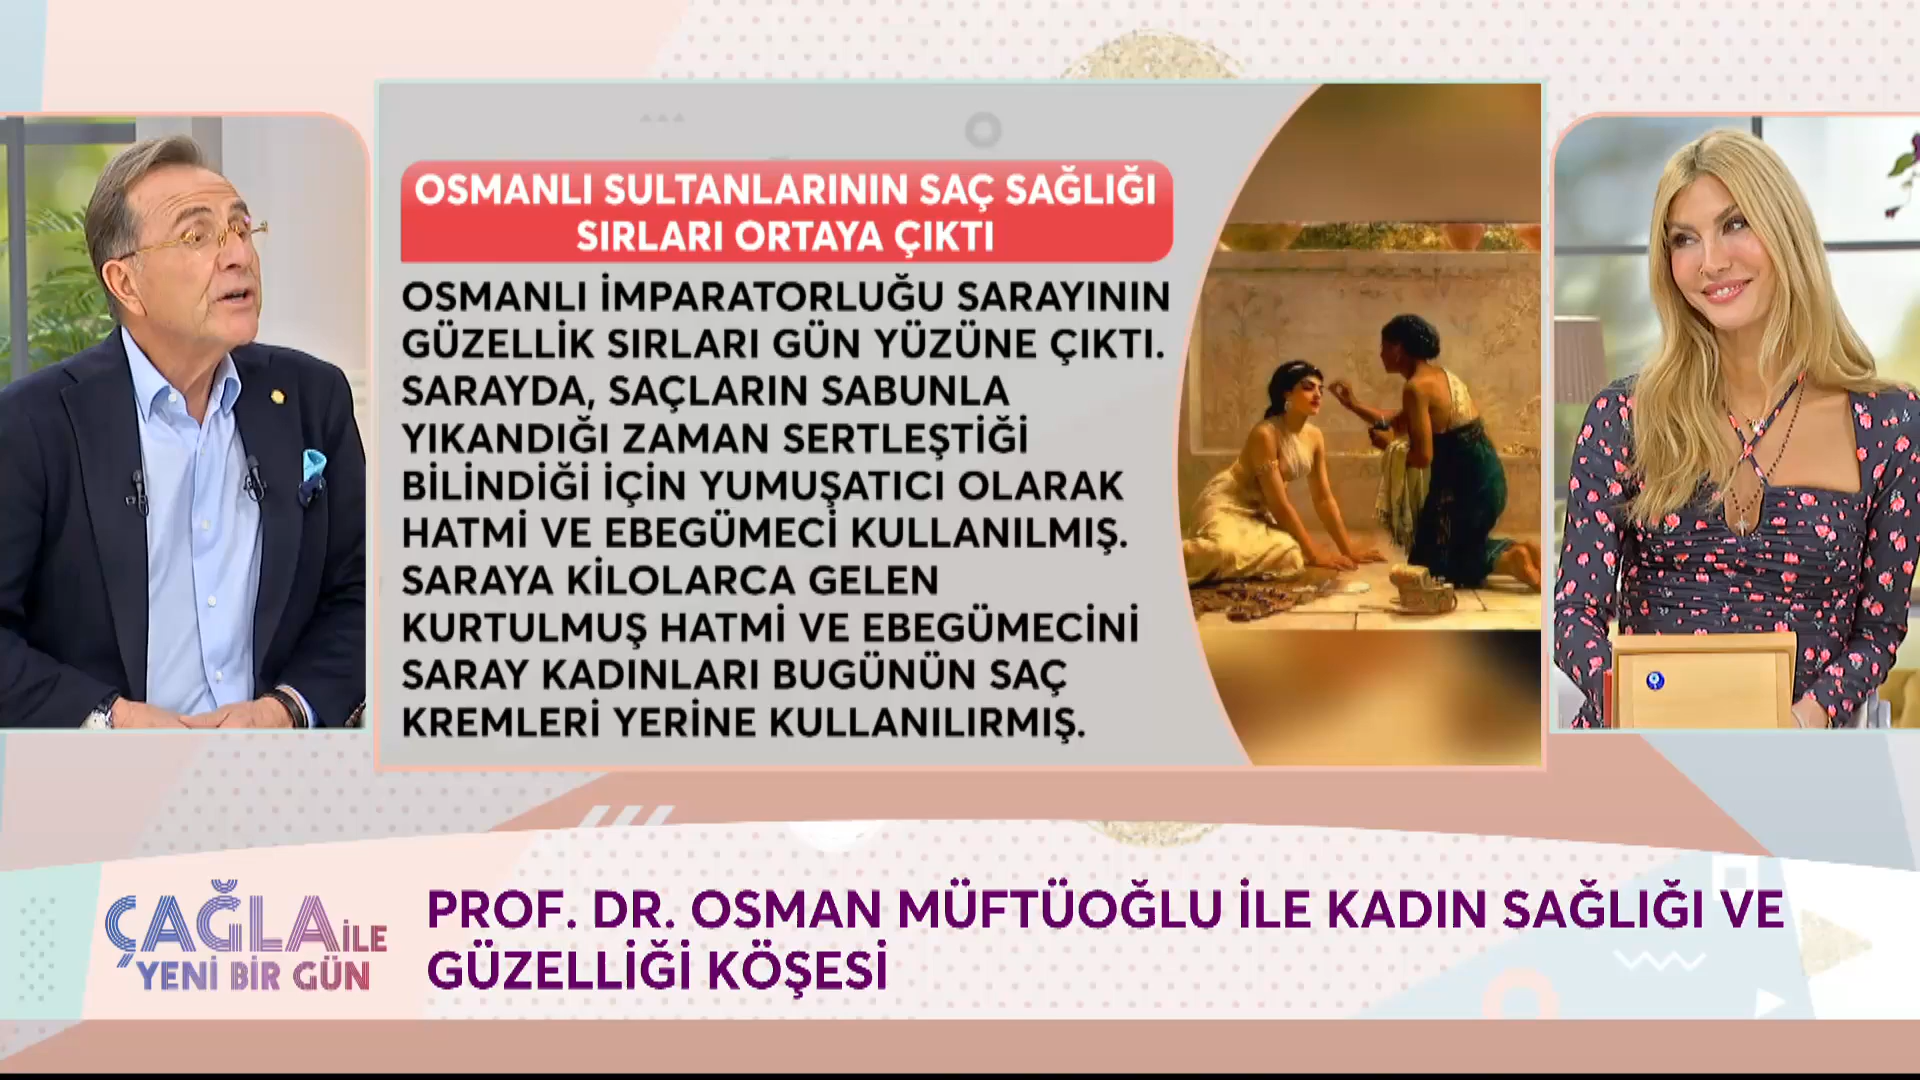 OSMANLI SULTANLARININ SAÇ SAĞLIĞI
SIRLARI ORTAYA ÇIKTI
OSMANLI İMPARATORLUĞU SARAYININ
GÜZELLİK SIRLARI GÜN YÜZÜNE ÇIKTI.
SARAYDA, SAÇLARIN SABUNLA
YIKANDIĞI ZAMAN SERTLEŞTİĞİ
BİLİNDİĞİ İÇİN YUMUŞATICI OLARAK
HATMİ VE EBEGÜMECİ KULLANILMIŞ.
SARAYA KİLOLARCA GELEN
KURTULMUŞ HATMİ VE EBEGÜMECİNİ
SARAY KADINLARI BUGÜNÜN SAÇ
KREMLERİ YERİNE KULLANILIRMIŞ.
ÇAĞLA İLE
YENİ BİR GÜN
PROF. DR. OSMAN MÜFTÜOĞLU İLE KADIN SAĞLIĞI VE
GÜZELLİĞİ KÖŞESİ